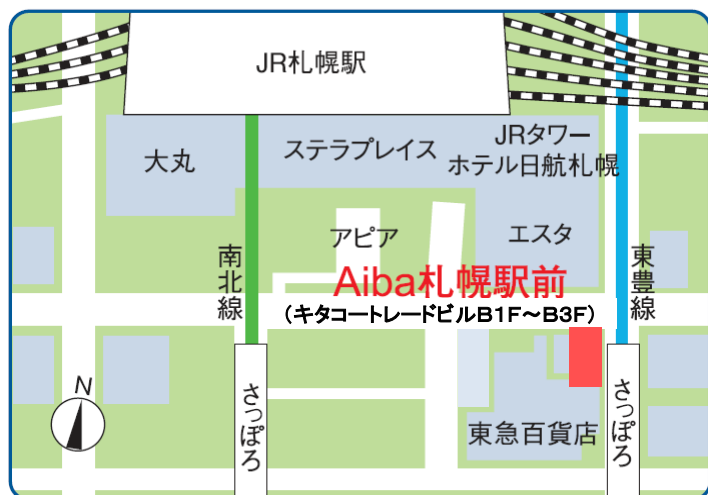 JR札幌駅
大丸
ステラプレイス
JRタワー
ホテル日航札幌
アピア
エスタ
南北線
東豊線
Aiba札幌駅前
（キタコートレードビルB1F～B3F）
N
さっぽろ
東急百貨店
さっぽろ